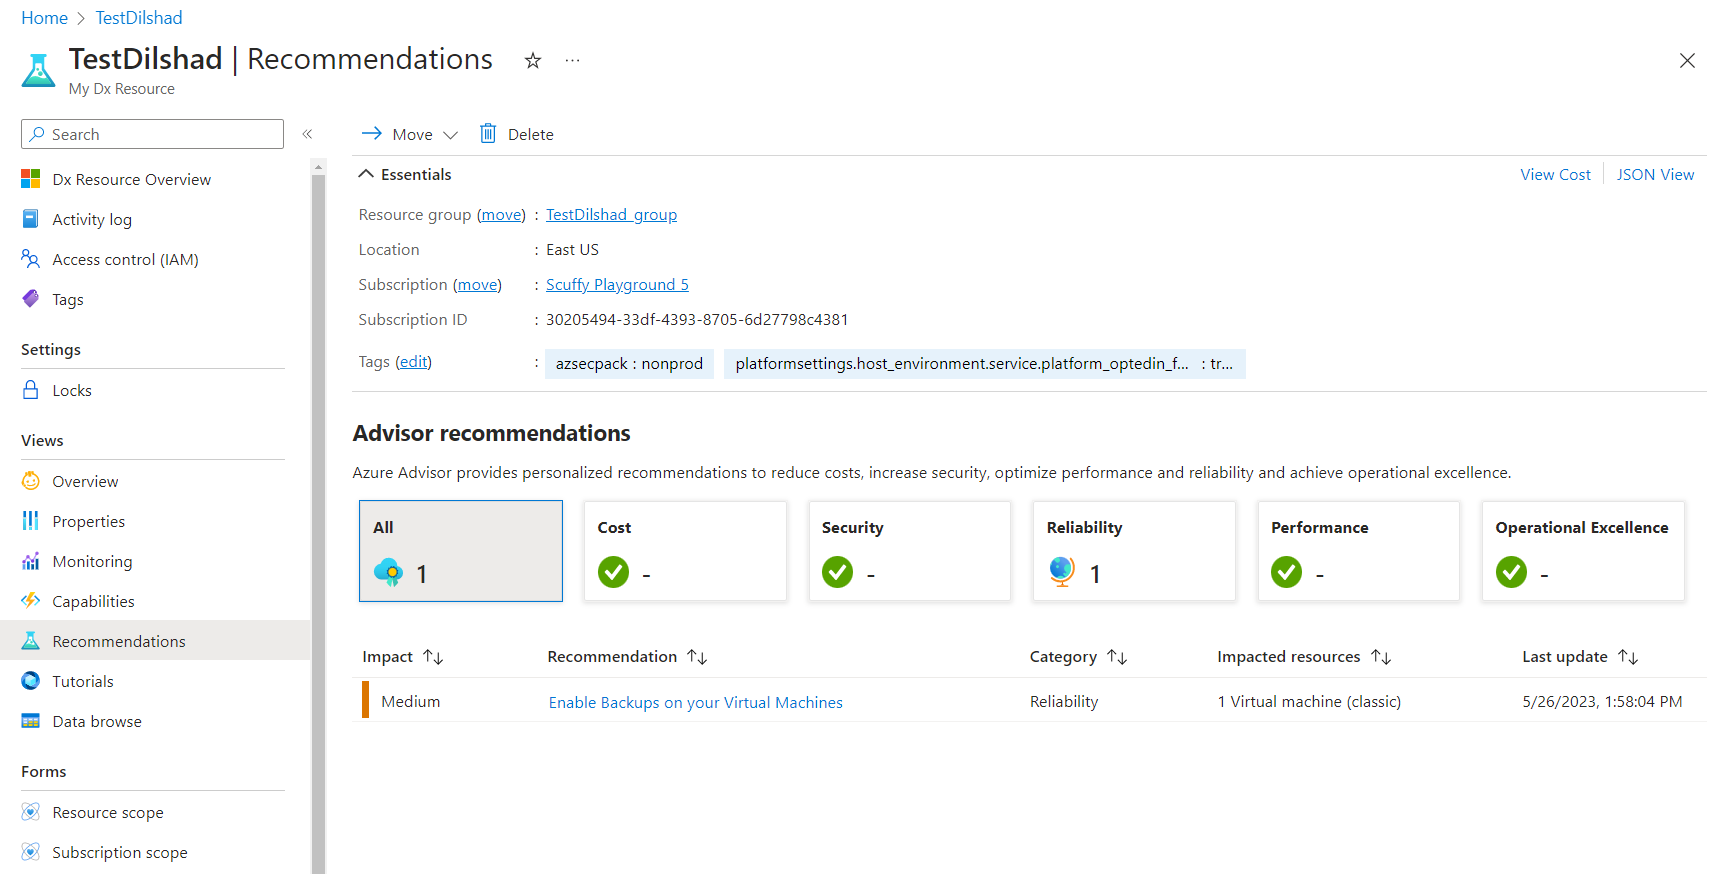 Home > TestDilshad
TestDilshad | Recommendations ...
My Dx Resource
Search
Dx Resource Overview
Activity log
Access control (IAM)
Tags
Settings
Locks
Views
Overview
Properties
Monitoring
Capabilities
Recommendations
Tutorials
Data browse
Forms
Resource scope
Subscription scope
Move
Delete
Essentials
View Cost
JSON View
Resource group (move) : TestDilshad_group
Location : East US
Subscription (move) : Scuffy Playground 5
Subscription ID : 30205494-33df-4393-8705-6d27798c4381
Tags (edit) : azsecpack : nonprod platformsettings.host_environment.service.platform_optedin_f... : tr...
Advisor recommendations
Azure Advisor provides personalized recommendations to reduce costs, increase security, optimize performance and reliability and achieve operational excellence.
All
1
Cost
-
Security
-
Reliability
1
Performance
-
Operational Excellence
-
Impact Recommendation Category Impacted resources Last update
Medium Enable Backups on your Virtual Machines Reliability 1 Virtual machine (classic) 5/26/2023, 1:58:04 PM